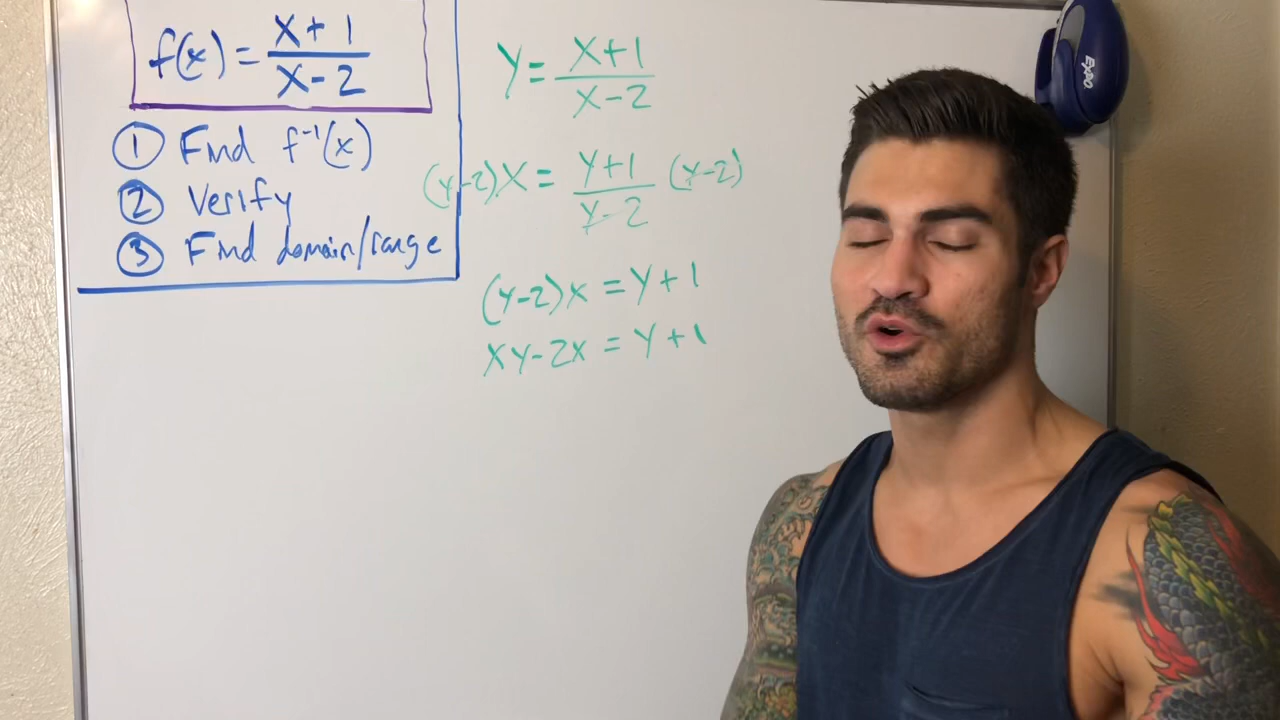 f(x) = x+1 / x-2
① Find f⁻¹(x)
② Verify
③ Find domain/range
y = x+1 / x-2
(y-2)x = y+1 / y-2 (y-2)
(y-2)x = y+1
xy-2x = y+1
EXPO